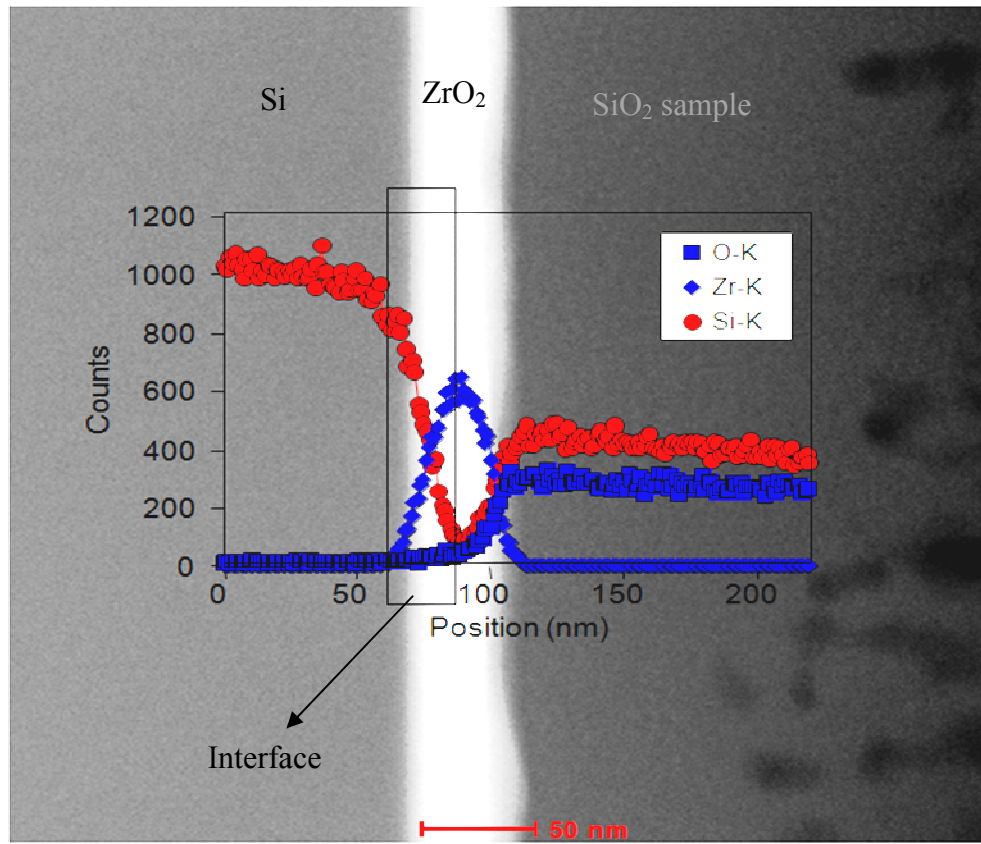 Si
ZrO₂
SiO₂ sample
1200
1000
800
600
400
200
0
Counts
O-K
Zr-K
Si-K
0 50 100 150 200
Position (nm)
Interface
50 nm